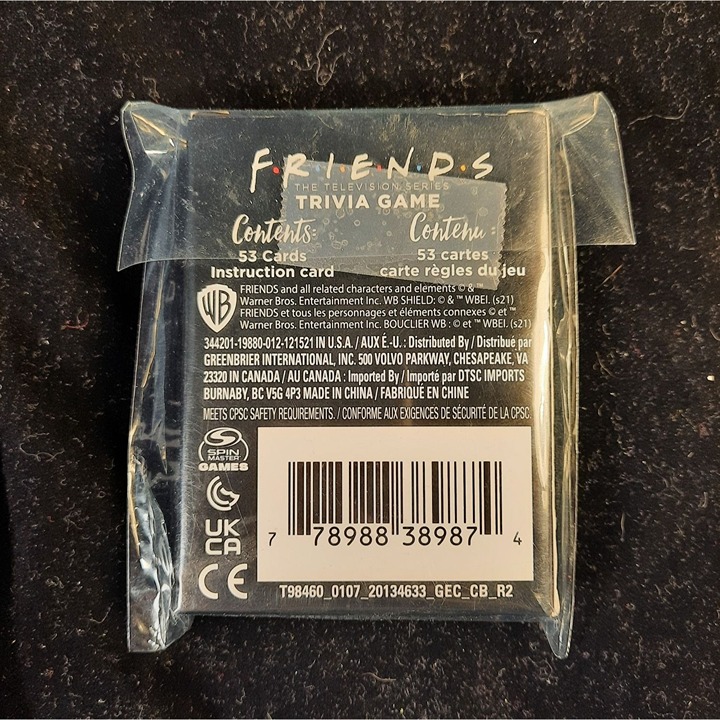 F·R·I·E·N·D·S
THE TELEVISION SERIES
TRIVIA GAME
Contents: Contenu :
53 Cards 53 cartes
Instruction card carte règles du jeu
WB
FRIENDS and all related characters and elements © & ™
Warner Bros. Entertainment Inc. WB SHIELD: © & ™ WBEI. (s21)
FRIENDS et tous les personnages et éléments connexes © et ™
Warner Bros. Entertainment Inc. BOUCLIER WB : © et ™ WBEI. (s21)
344201-19880-012-121521 IN U.S.A. / AUX É.-U. : Distributed By / Distribué par
GREENBRIER INTERNATIONAL, INC. 500 VOLVO PARKWAY, CHESAPEAKE, VA
23320 IN CANADA / AU CANADA : Imported By / Importé par DTSC IMPORTS
BURNABY, BC V5G 4P3 MADE IN CHINA / FABRIQUÉ EN CHINE
MEETS CPSC SAFETY REQUIREMENTS. / CONFORME AUX EXIGENCES DE SÉCURITÉ DE LA CPSC.
SPIN
MASTER
GAMES
UK
CA
CE
7 78988 38987 4
T98460_0107_20134633_GEC_CB_R2